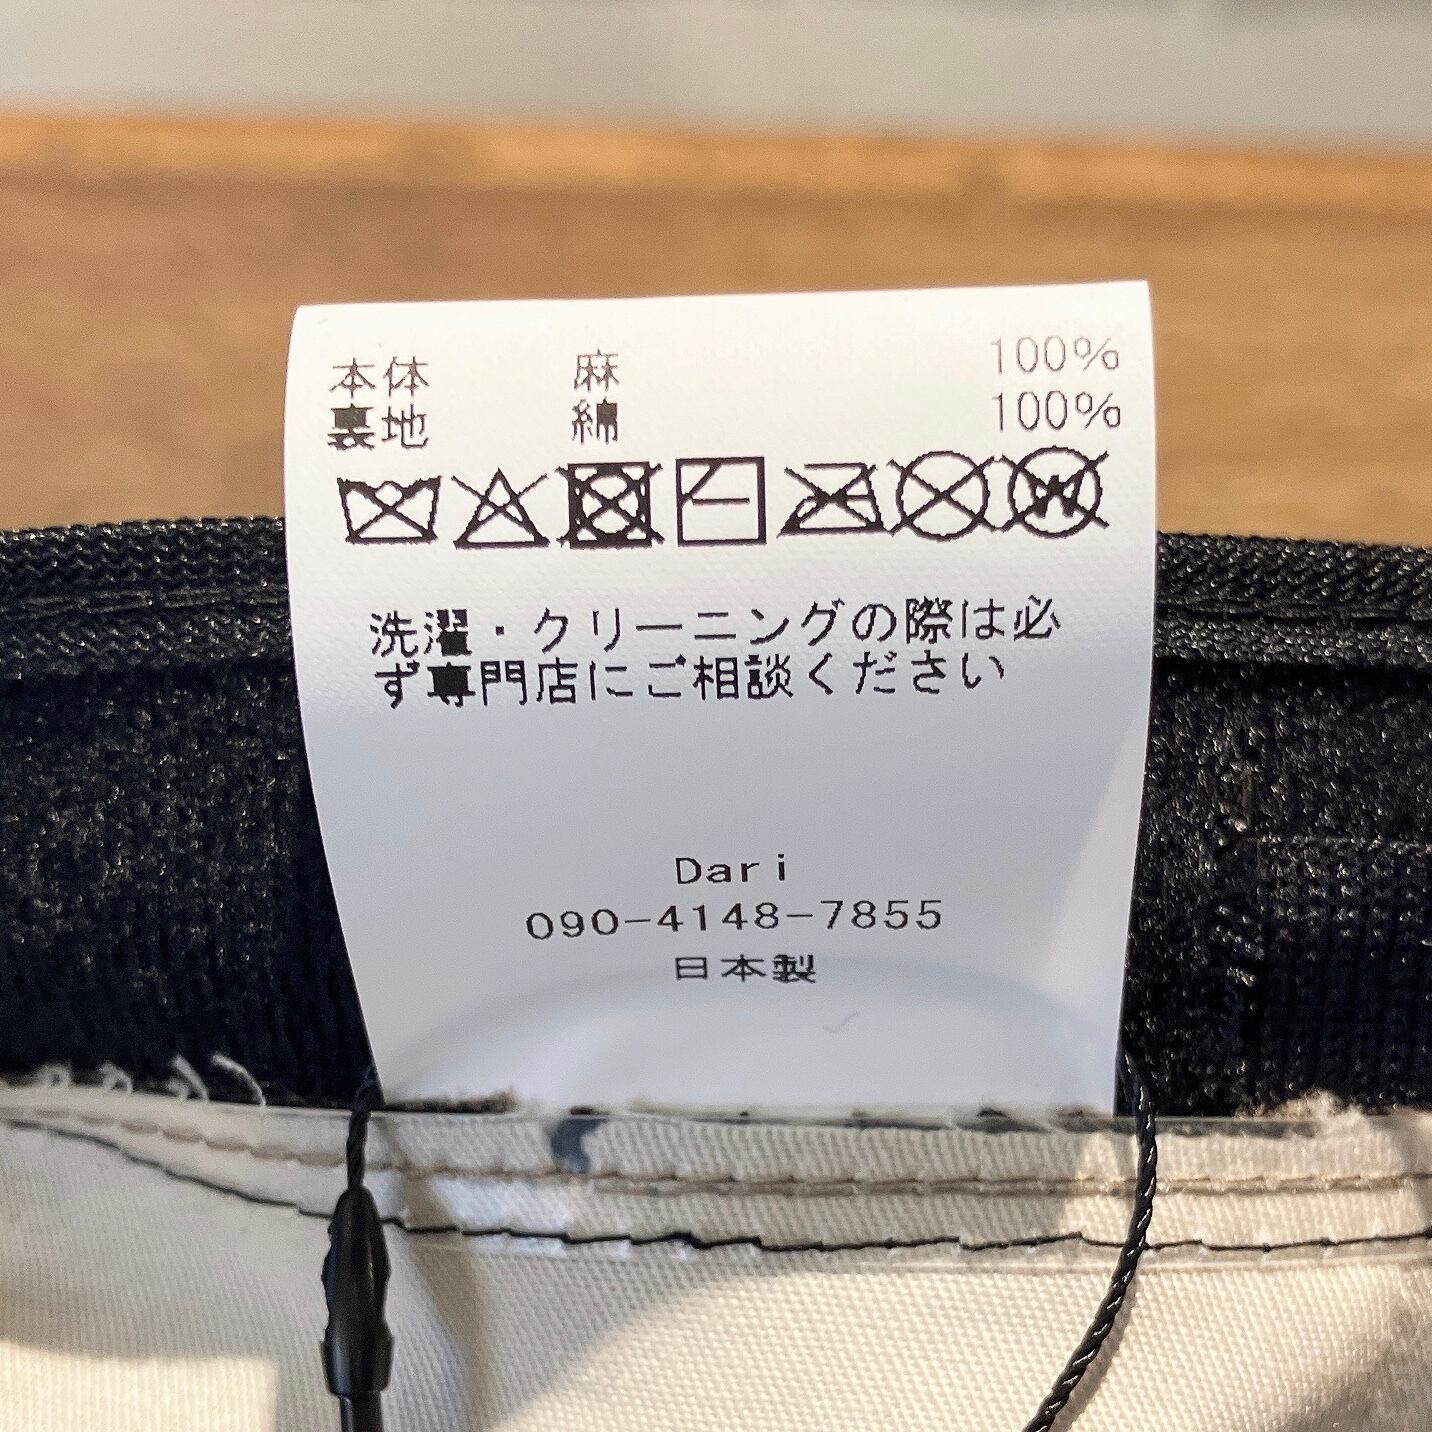 本体 麻 100%
裏地 綿 100%
W
洗濯・クリーニングの際は必
ず専門店にご相談ください
Dari
090-4148-7855
日本製